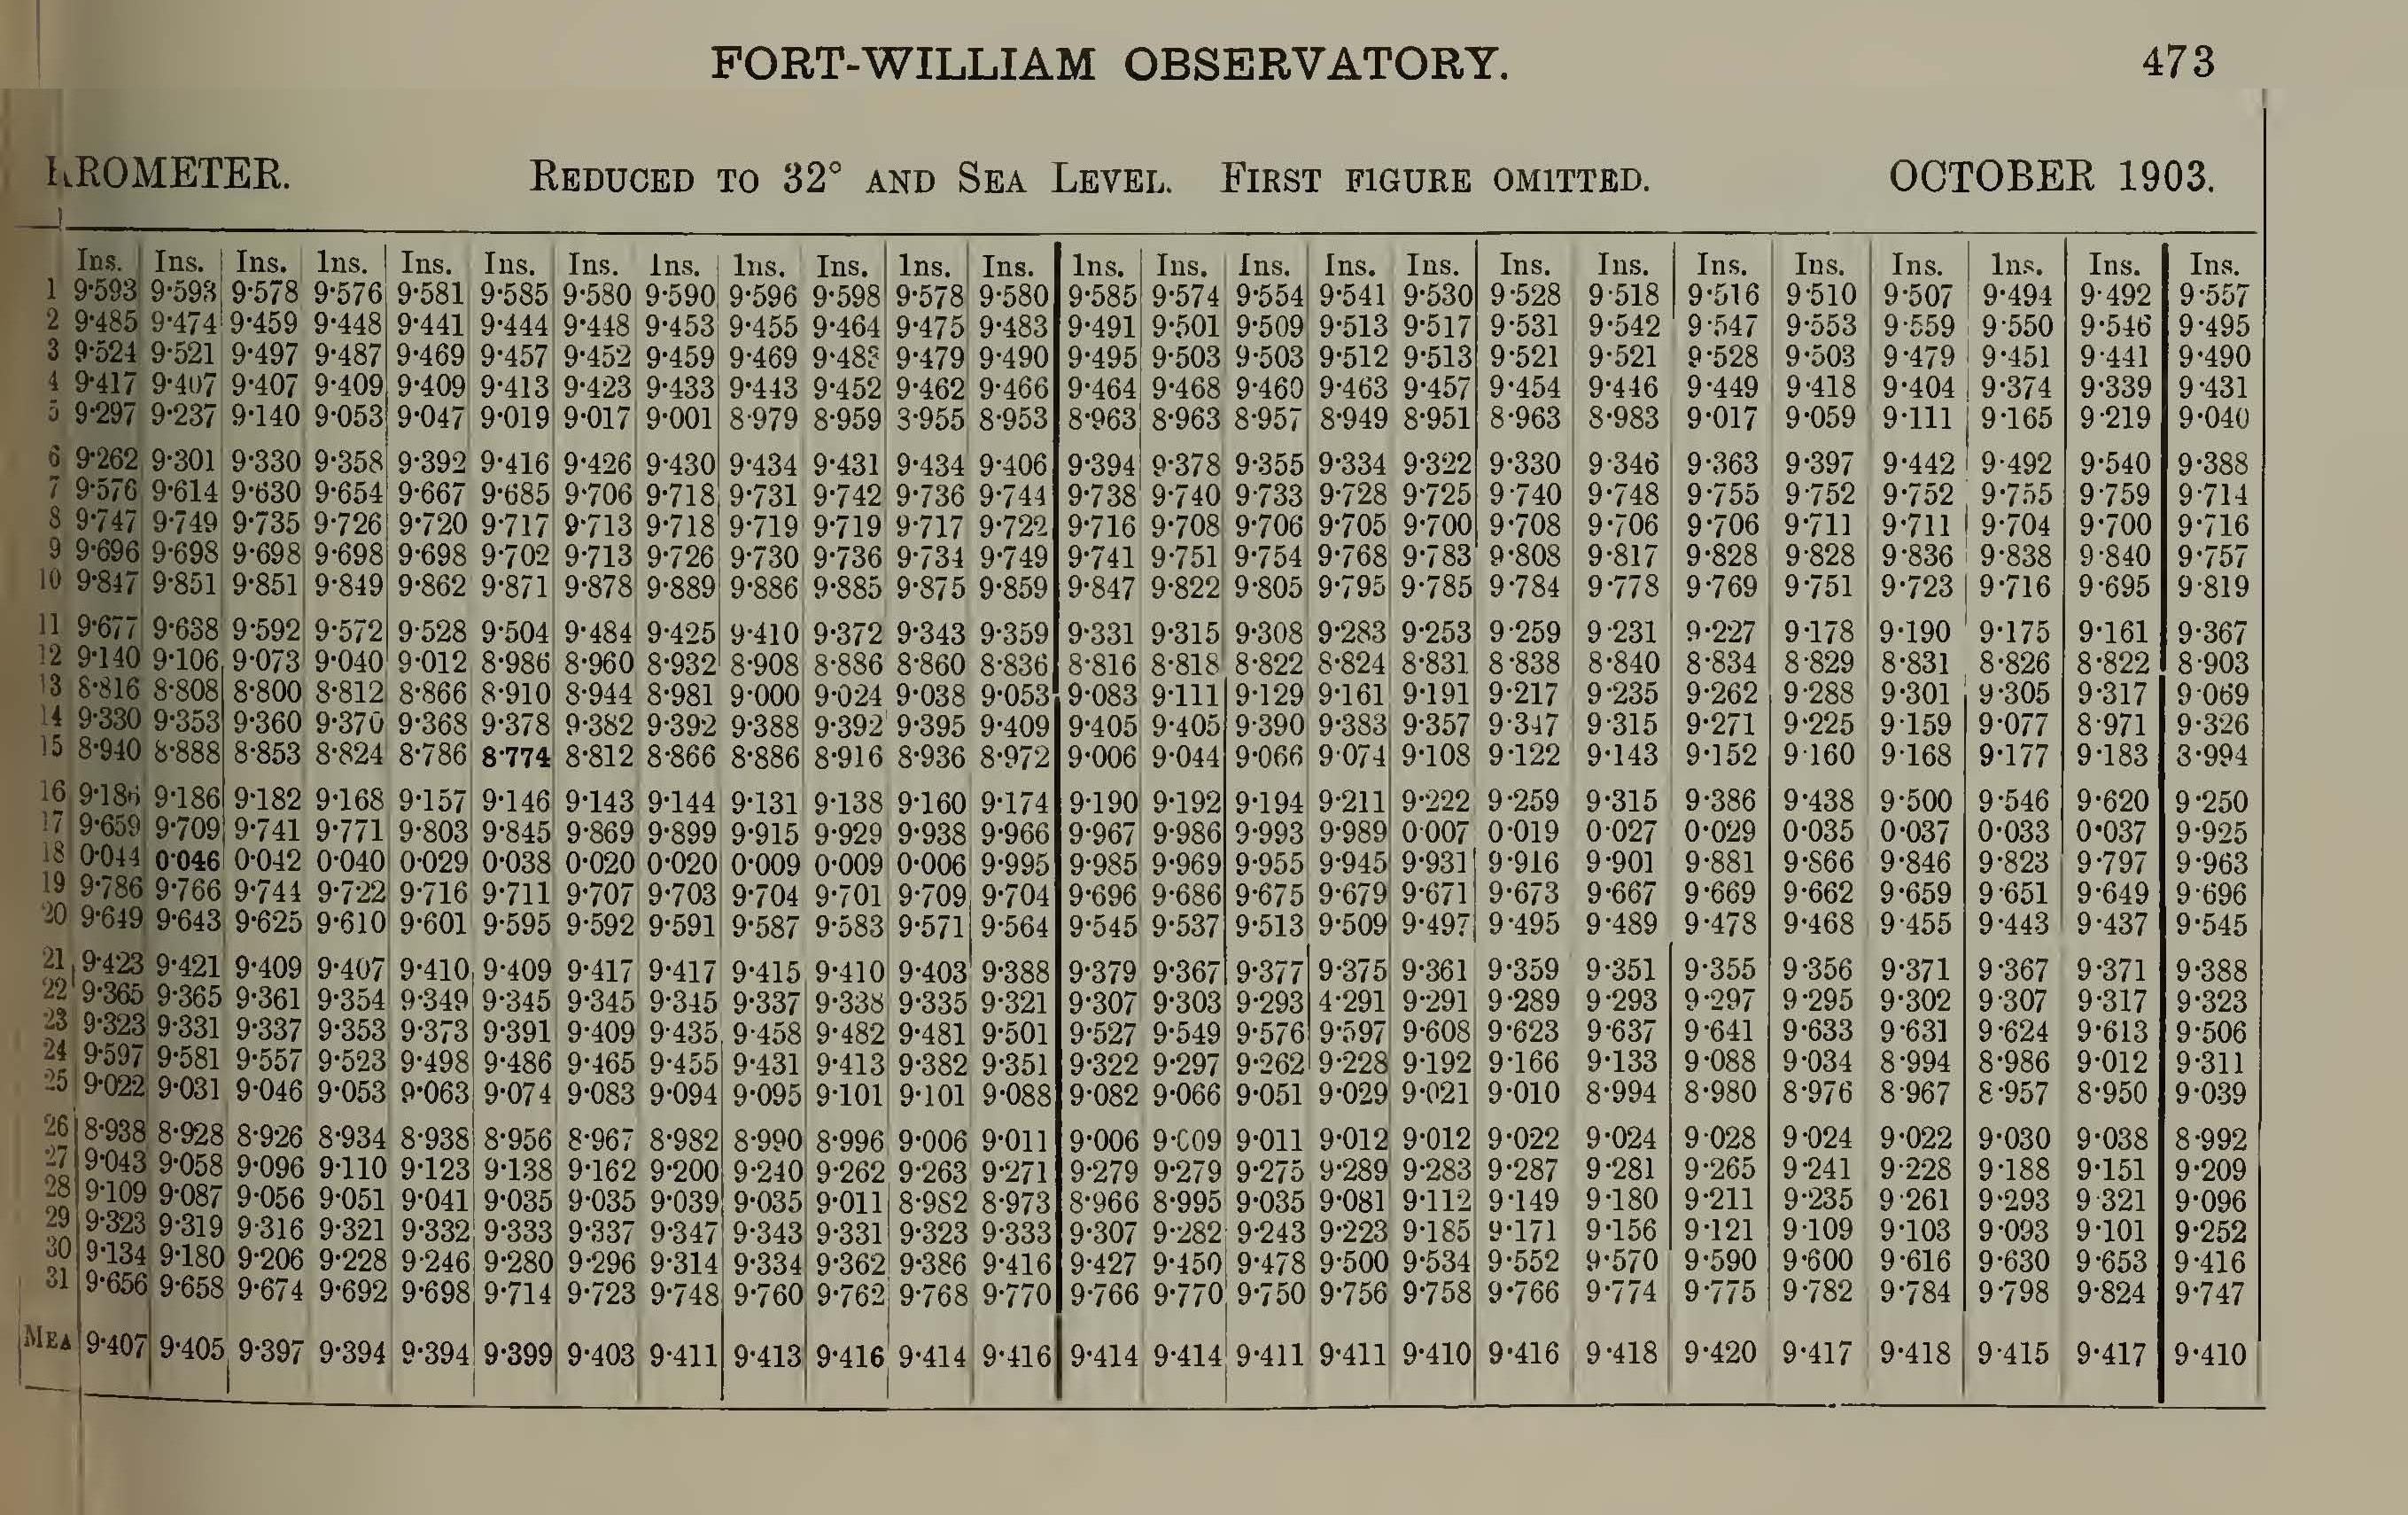 FORT-WILLIAM OBSERVATORY. 473
ROMETER. REDUCED TO 32° AND SEA LEVEL. FIRST FIGURE OMITTED. OCTOBER 1903.
Ins. Ins. Ins. Ins. Ins. Ins. Ins. Ins. Ins. Ins. Ins. Ins. Ins. Ins. Ins. Ins. Ins. Ins. Ins. Ins. Ins. Ins. Ins. Ins. Ins.
1 9·593 9·593 9·578 9·576 9·581 9·585 9·580 9·590 9·596 9·598 9·578 9·580 9·585 9·574 9·554 9·541 9·530 9·528 9·518 9·516 9·510 9·507 9·494 9·492 9·557
2 9·485 9·474 9·459 9·448 9·441 9·444 9·448 9·453 9·455 9·464 9·475 9·483 9·491 9·501 9·509 9·513 9·517 9·531 9·542 9·547 9·553 9·559 9·550 9·546 9·495
3 9·524 9·521 9·497 9·487 9·469 9·457 9·452 9·459 9·469 9·483 9·479 9·490 9·495 9·503 9·503 9·512 9·513 9·521 9·521 9·528 9·503 9·479 9·451 9·441 9·490
4 9·417 9·407 9·407 9·409 9·409 9·413 9·423 9·433 9·443 9·452 9·462 9·466 9·464 9·468 9·460 9·463 9·457 9·454 9·446 9·449 9·418 9·404 9·374 9·339 9·431
5 9·297 9·237 9·140 9·053 9·047 9·019 9·017 9·001 8·979 8·959 8·955 8·953 8·963 8·963 8·957 8·949 8·951 8·963 8·983 9·017 9·059 9·111 9·165 9·219 9·040
6 9·262 9·301 9·330 9·358 9·392 9·416 9·426 9·430 9·434 9·431 9·434 9·406 9·394 9·378 9·355 9·334 9·322 9·330 9·346 9·363 9·397 9·442 9·492 9·540 9·388
7 9·576 9·614 9·630 9·654 9·667 9·685 9·706 9·718 9·731 9·742 9·736 9·744 9·738 9·740 9·733 9·728 9·725 9·740 9·748 9·755 9·752 9·752 9·755 9·759 9·714
8 9·747 9·749 9·735 9·726 9·720 9·717 9·713 9·718 9·719 9·719 9·717 9·722 9·716 9·708 9·706 9·705 9·700 9·708 9·706 9·706 9·711 9·711 9·704 9·700 9·716
9 9·696 9·698 9·698 9·698 9·698 9·702 9·713 9·726 9·730 9·736 9·734 9·749 9·741 9·751 9·754 9·768 9·783 9·808 9·817 9·828 9·828 9·836 9·838 9·840 9·757
10 9·847 9·851 9·851 9·849 9·862 9·871 9·878 9·889 9·886 9·885 9·875 9·859 9·847 9·822 9·805 9·795 9·785 9·784 9·778 9·769 9·751 9·723 9·716 9·695 9·819
11 9·677 9·638 9·592 9·572 9·528 9·504 9·484 9·425 9·410 9·372 9·343 9·359 9·331 9·315 9·308 9·283 9·253 9·259 9·231 9·227 9·178 9·190 9·175 9·161 9·367
12 9·140 9·106 9·073 9·040 9·012 8·986 8·960 8·932 8·908 8·886 8·860 8·836 8·816 8·818 8·822 8·824 8·831 8·838 8·840 8·834 8·829 8·831 8·826 8·822 8·903
13 8·816 8·808 8·800 8·812 8·866 8·910 8·944 8·981 9·000 9·024 9·038 9·053 9·083 9·111 9·129 9·161 9·191 9·217 9·235 9·262 9·288 9·301 9·305 9·317 9·069
14 9·330 9·353 9·360 9·370 9·368 9·378 9·382 9·392 9·388 9·392 9·395 9·409 9·405 9·405 9·390 9·383 9·357 9·347 9·315 9·271 9·225 9·159 9·077 8·971 9·326
15 8·940 8·888 8·853 8·824 8·786 8·774 8·812 8·866 8·886 8·916 8·936 8·972 9·006 9·044 9·066 9·074 9·108 9·122 9·143 9·152 9·160 9·168 9·177 9·183 8·994
16 9·186 9·186 9·182 9·168 9·157 9·146 9·143 9·144 9·131 9·138 9·160 9·174 9·190 9·192 9·194 9·211 9·222 9·259 9·315 9·386 9·438 9·500 9·546 9·620 9·250
17 9·659 9·709 9·741 9·771 9·803 9·845 9·869 9·899 9·915 9·929 9·938 9·966 9·967 9·986 9·993 9·989 0·007 0·019 0·027 0·029 0·035 0·037 0·033 0·037 9·925
18 0·044 0·046 0·042 0·040 0·029 0·038 0·020 0·020 0·009 0·009 0·006 9·995 9·985 9·969 9·955 9·945 9·931 9·916 9·901 9·881 9·866 9·846 9·823 9·797 9·963
19 9·786 9·766 9·744 9·722 9·716 9·711 9·707 9·703 9·704 9·701 9·709 9·704 9·696 9·686 9·675 9·679 9·671 9·673 9·667 9·669 9·662 9·659 9·651 9·649 9·696
20 9·649 9·643 9·625 9·610 9·601 9·595 9·592 9·591 9·587 9·583 9·571 9·564 9·545 9·537 9·513 9·509 9·497 9·495 9·489 9·478 9·468 9·455 9·443 9·437 9·545
21 9·423 9·421 9·409 9·407 9·410 9·409 9·417 9·417 9·415 9·410 9·403 9·388 9·379 9·367 9·377 9·375 9·361 9·359 9·351 9·355 9·356 9·371 9·367 9·371 9·388
22 9·365 9·365 9·361 9·354 9·349 9·345 9·345 9·345 9·337 9·338 9·335 9·321 9·307 9·303 9·293 4·291 9·291 9·289 9·293 9·297 9·295 9·302 9·307 9·317 9·323
23 9·323 9·331 9·337 9·353 9·373 9·391 9·409 9·435 9·458 9·482 9·481 9·501 9·527 9·549 9·576 9·597 9·608 9·623 9·637 9·641 9·633 9·631 9·624 9·613 9·506
24 9·597 9·581 9·557 9·523 9·498 9·486 9·465 9·455 9·431 9·413 9·382 9·351 9·322 9·297 9·262 9·228 9·192 9·166 9·133 9·088 9·034 8·994 8·986 9·012 9·311
25 9·022 9·031 9·046 9·053 9·063 9·074 9·083 9·094 9·095 9·101 9·101 9·088 9·082 9·066 9·051 9·029 9·021 9·010 8·994 8·980 8·976 8·967 8·957 8·950 9·039
26 8·938 8·928 8·926 8·934 8·938 8·956 8·967 8·982 8·990 8·996 9·006 9·011 9·006 9·009 9·011 9·012 9·012 9·022 9·024 9·028 9·024 9·022 9·030 9·038 8·992
27 9·043 9·058 9·096 9·110 9·123 9·138 9·162 9·200 9·240 9·262 9·263 9·271 9·279 9·279 9·275 9·289 9·283 9·287 9·281 9·265 9·241 9·228 9·188 9·151 9·209
28 9·109 9·087 9·056 9·051 9·041 9·035 9·035 9·039 9·035 9·011 8·982 8·973 8·966 8·995 9·035 9·081 9·112 9·149 9·180 9·211 9·235 9·261 9·293 9·321 9·096
29 9·323 9·319 9·316 9·321 9·332 9·333 9·337 9·347 9·343 9·331 9·323 9·333 9·307 9·282 9·243 9·223 9·185 9·171 9·156 9·121 9·109 9·103 9·093 9·101 9·252
30 9·134 9·180 9·206 9·228 9·246 9·280 9·296 9·314 9·334 9·362 9·386 9·416 9·427 9·450 9·478 9·500 9·534 9·552 9·570 9·590 9·600 9·616 9·630 9·653 9·416
31 9·656 9·658 9·674 9·692 9·698 9·714 9·723 9·748 9·760 9·762 9·768 9·770 9·766 9·770 9·750 9·756 9·758 9·766 9·774 9·775 9·782 9·784 9·798 9·824 9·747
MEA 9·407 9·405 9·397 9·394 9·394 9·399 9·403 9·411 9·413 9·416 9·414 9·416 9·414 9·414 9·411 9·411 9·410 9·416 9·418 9·420 9·417 9·418 9·415 9·417 9·410